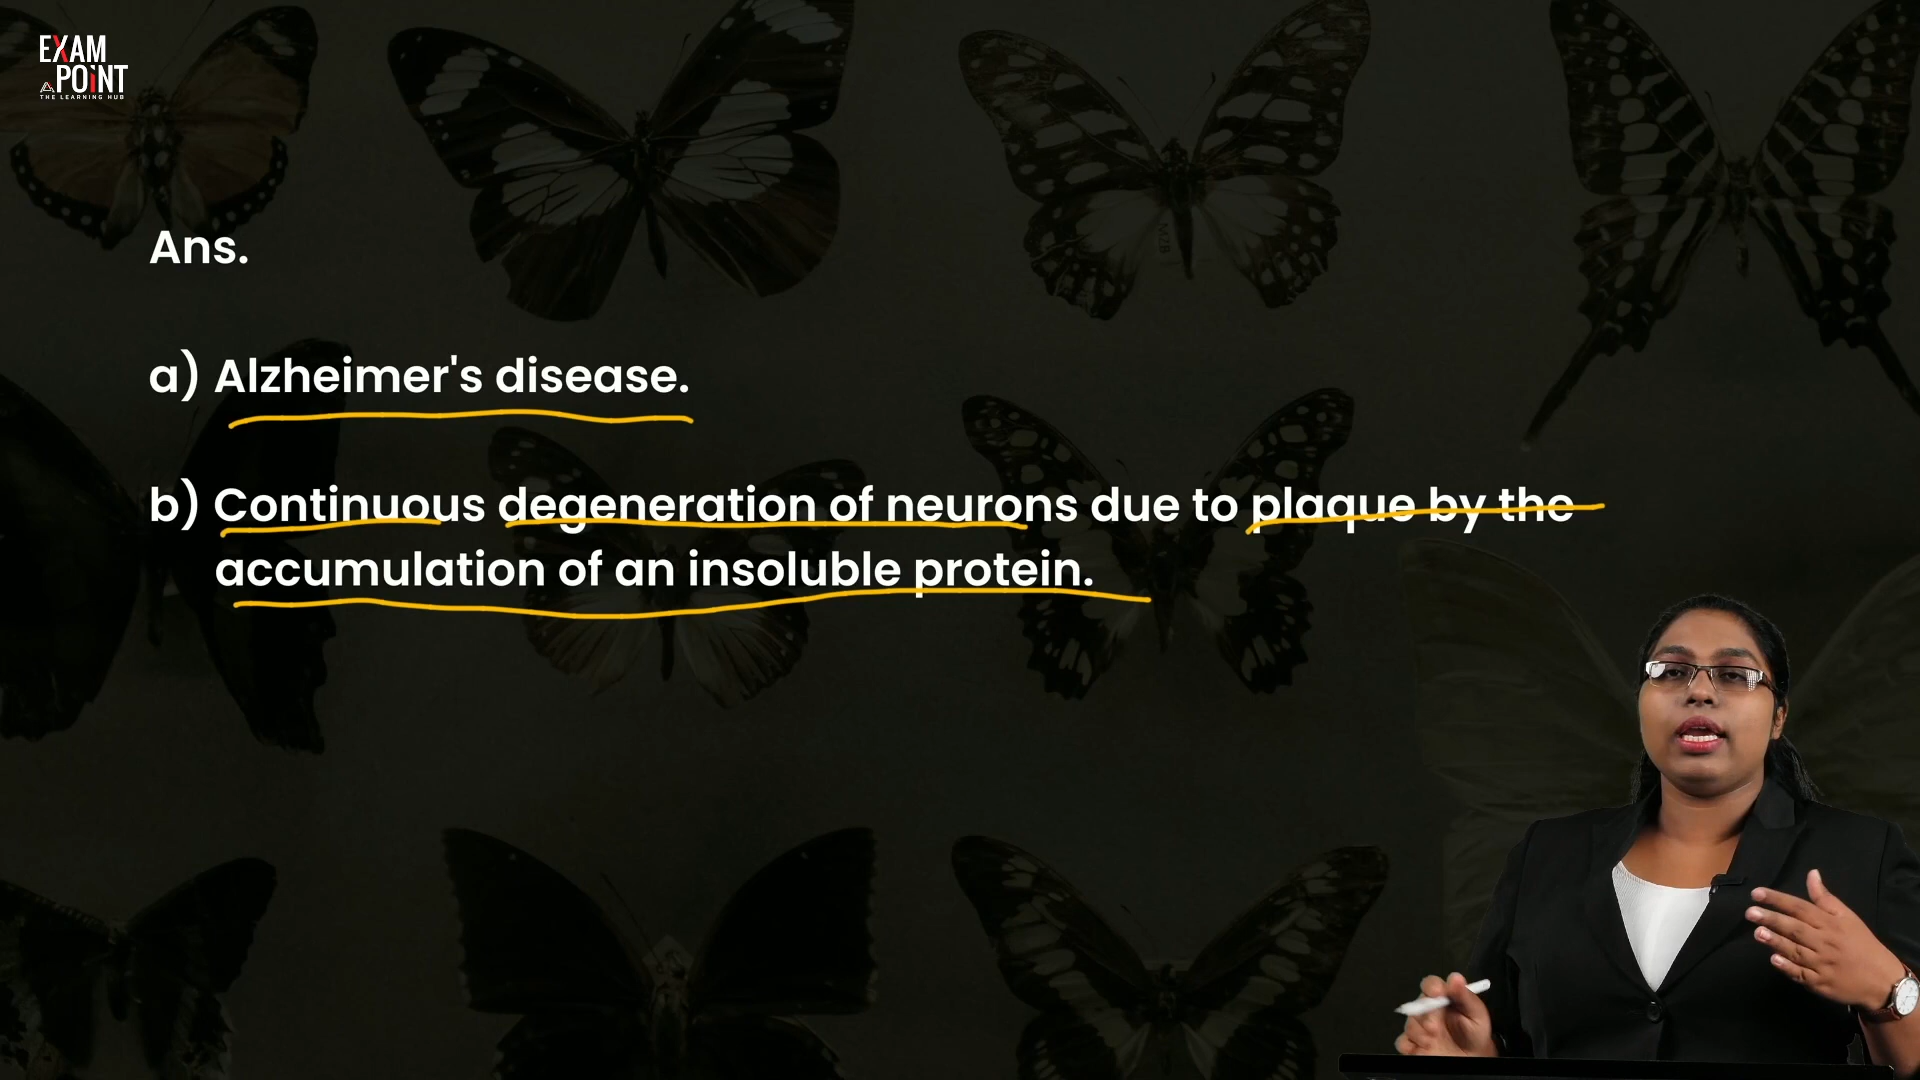 EXAM
POiNT
THE LEARNING HUB
Ans.
a) Alzheimer's disease.
b) Continuous degeneration of neurons due to plaque by the
accumulation of an insoluble protein.